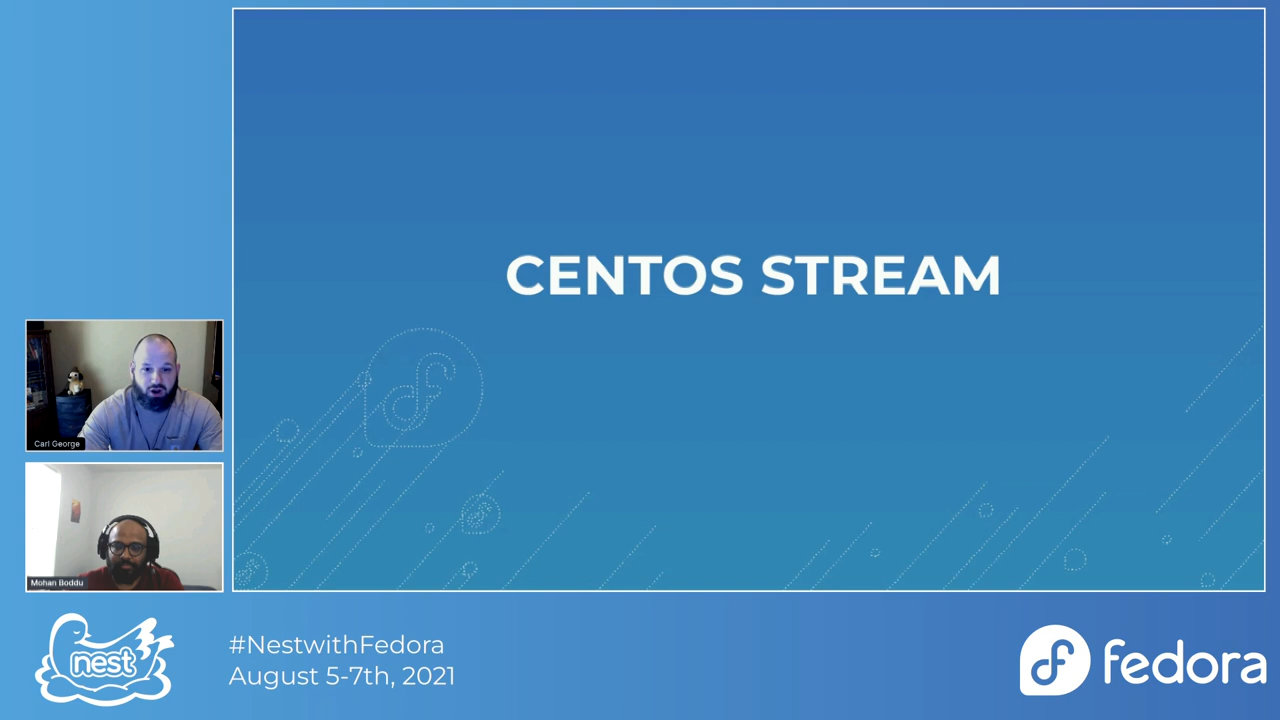 CENTOS STREAM
Carl George
Mohan Boddu
nest
#NestwithFedora
August 5-7th, 2021
fedora